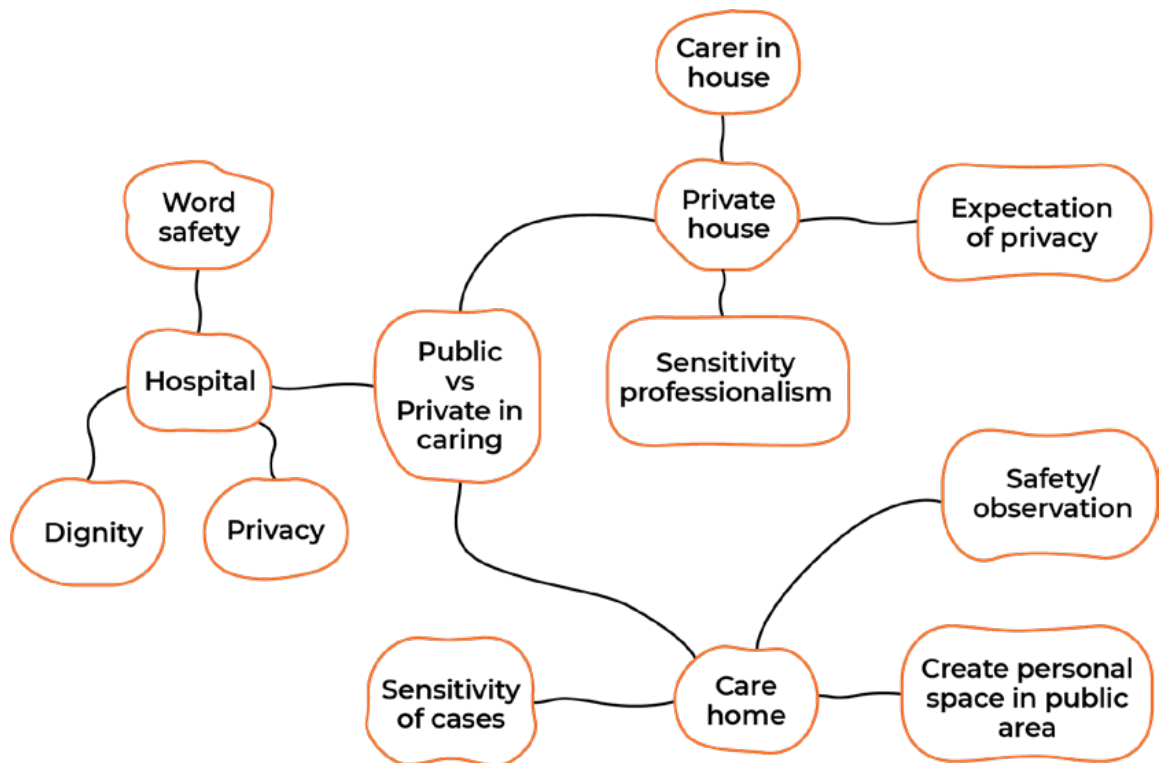 Carer in
house
Word
safety
Private
house
Expectation
of privacy
Public
vs
Private in
caring
Hospital
Sensitivity
professionalism
Dignity
Privacy
Safety/
observation
Sensitivity
of cases
Care
home
Create personal
space in public
area